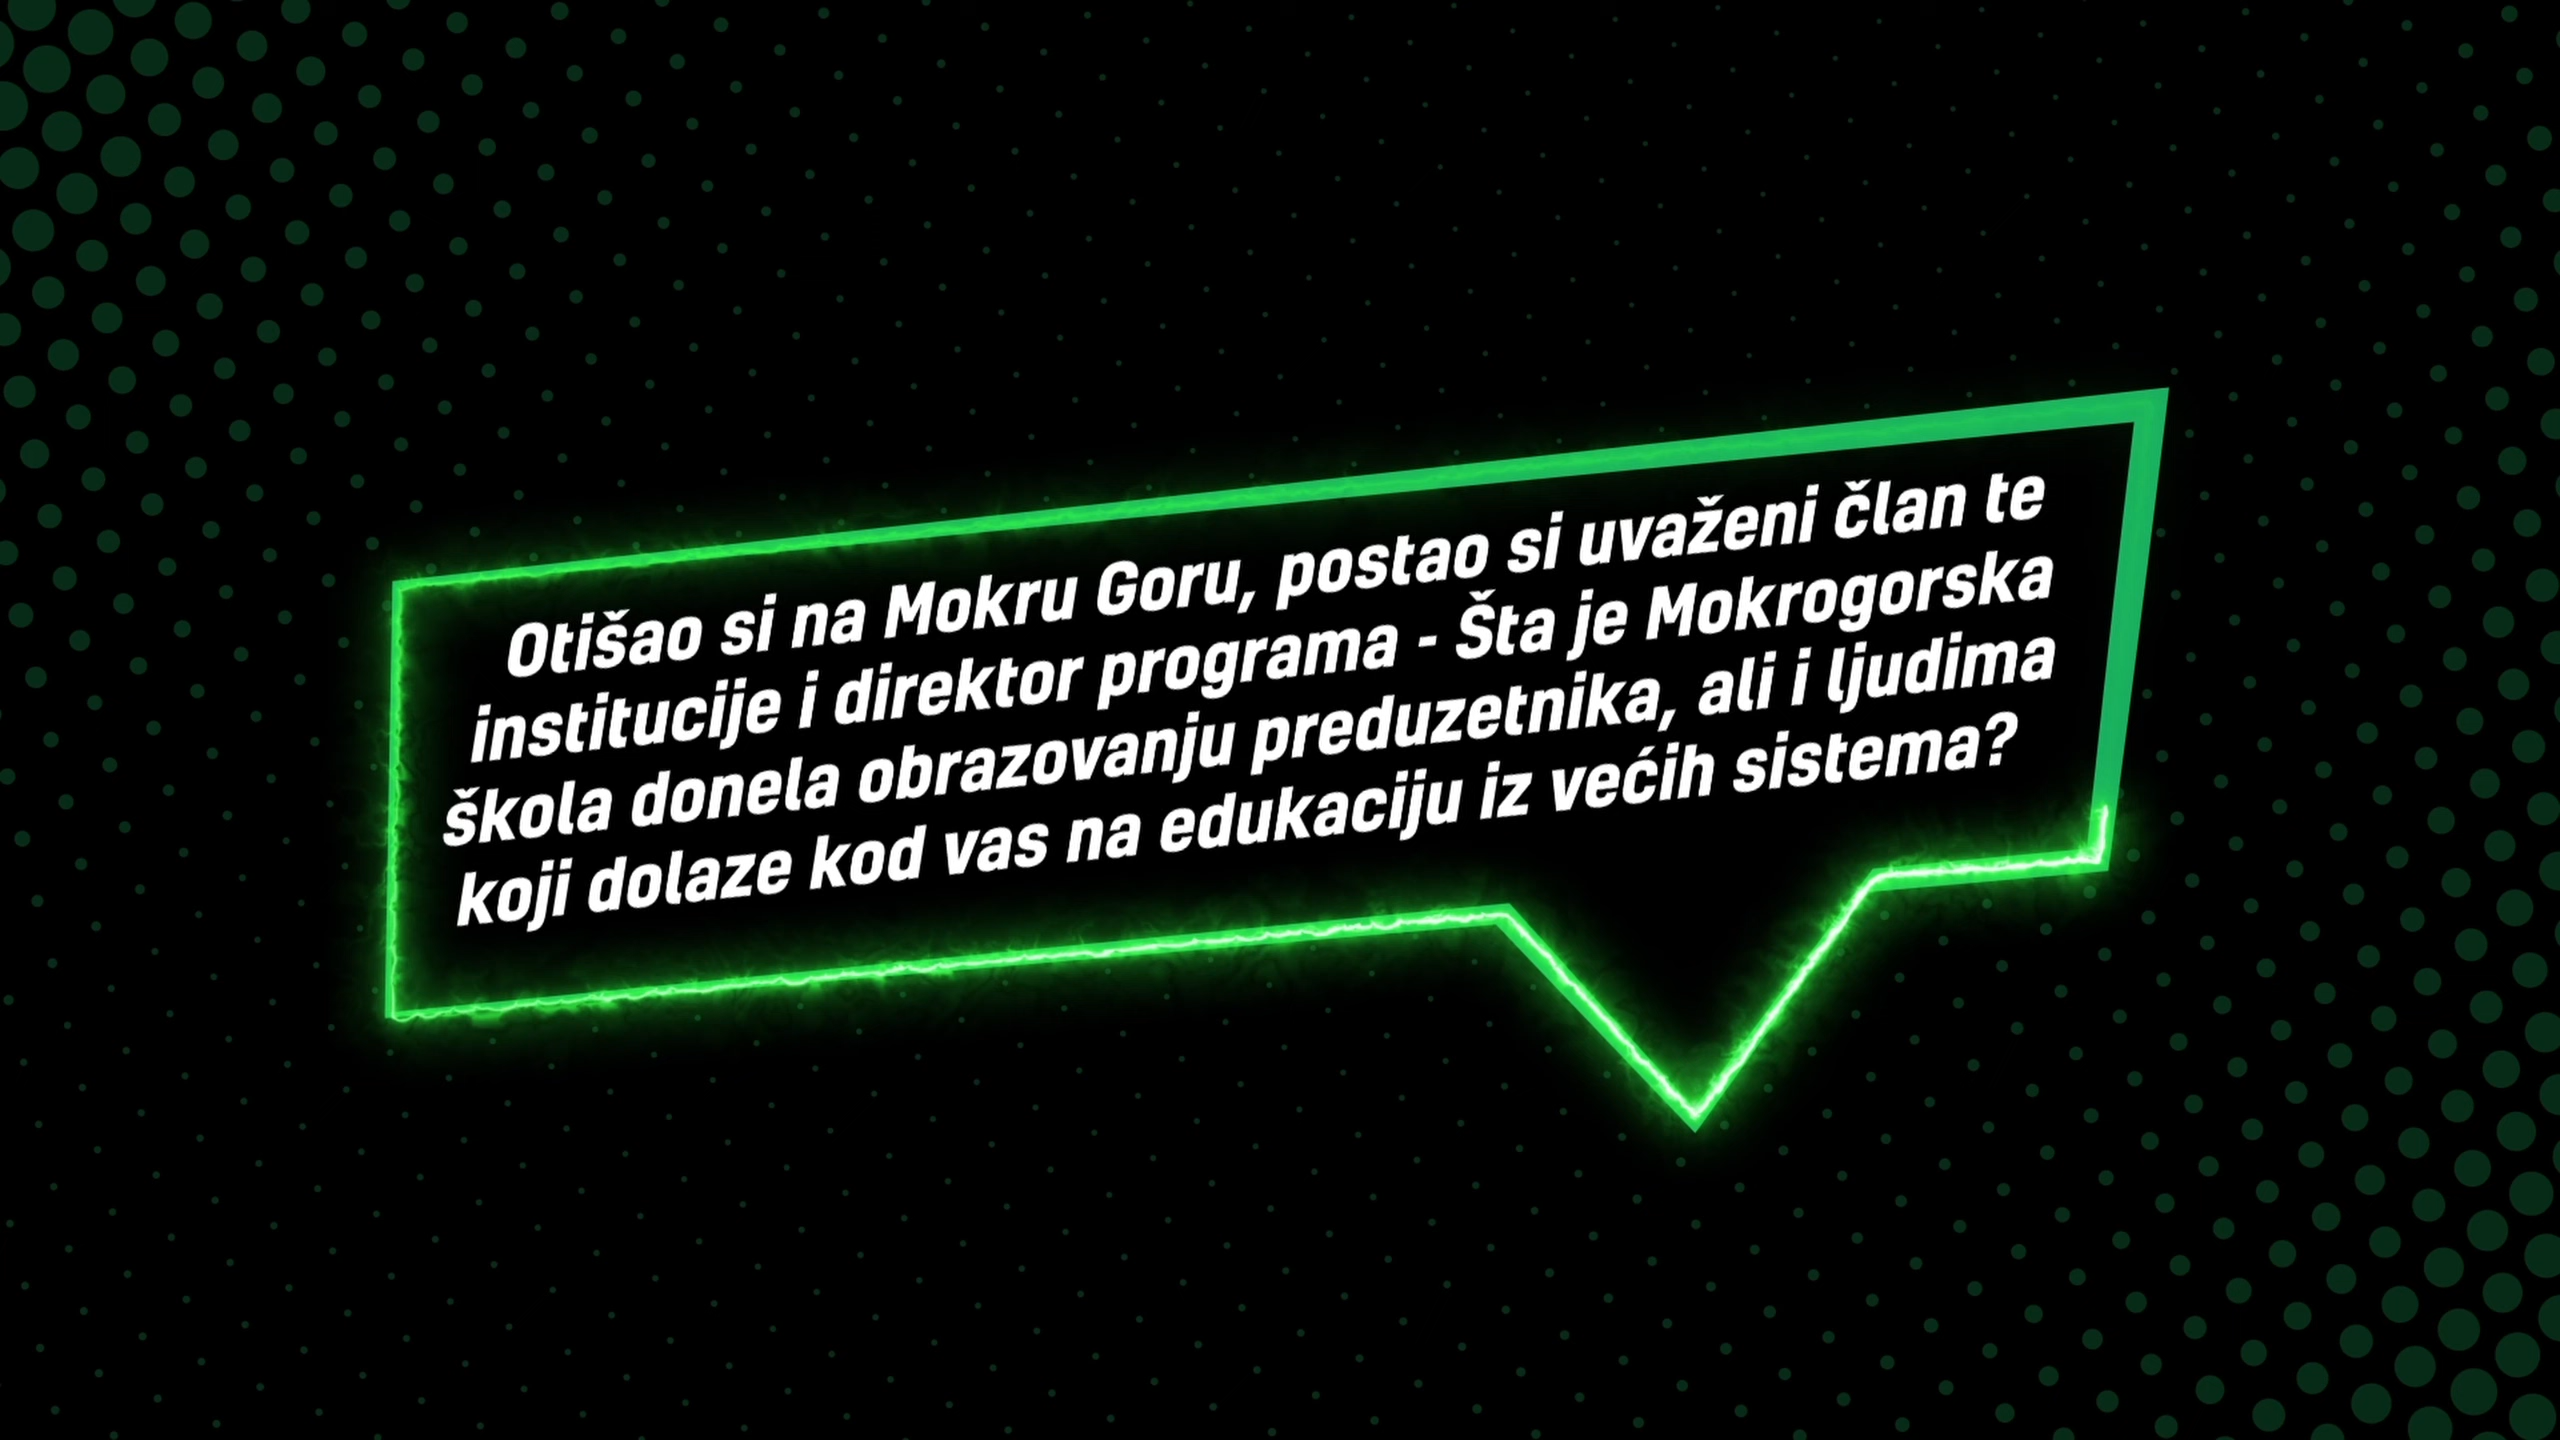 Otišao si na Mokru Goru, postao si uvaženi član te
institucije i direktor programa - Šta je Mokrogorska
škola donela obrazovanju preduzetnika, ali i ljudima
koji dolaze kod vas na edukaciju iz većih sistema?